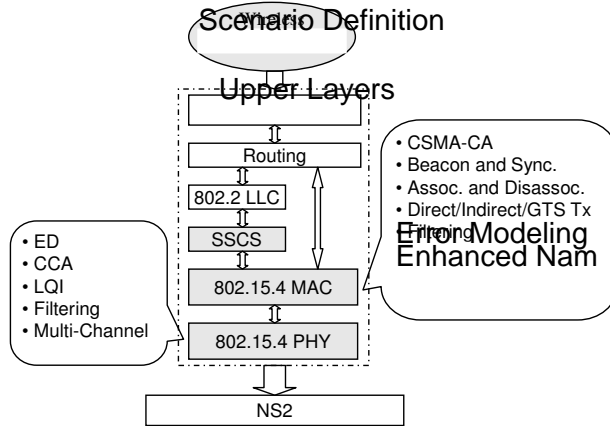 Wireless
Scenario Definition
Upper Layers
Routing
802.2 LLC
SSCS
802.15.4 MAC
802.15.4 PHY
NS2
• CSMA-CA
• Beacon and Sync.
• Assoc. and Disassoc.
• Direct/Indirect/GTS Tx
• Filtering
Error Modeling
Enhanced Nam
• ED
• CCA
• LQI
• Filtering
• Multi-Channel